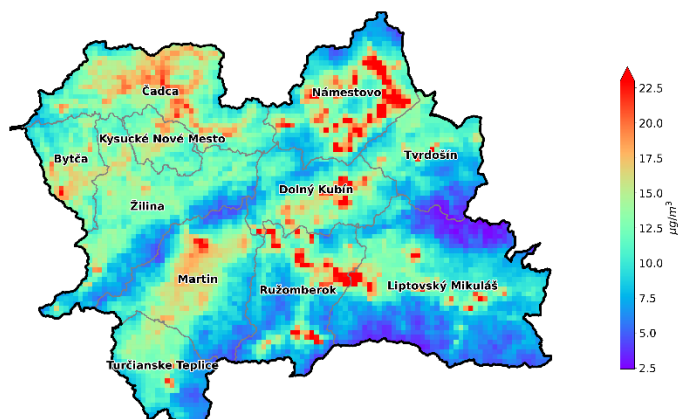 Námestovo
Čadca
Kysucké Nové Mesto
Tvrdošín
Bytča
Dolný Kubín
Žilina
Martin
Ružomberok
Liptovský Mikuláš
Turčianske Teplice
22.5
20.0
17.5
15.0
12.5
10.0
7.5
5.0
2.5
μg/m³